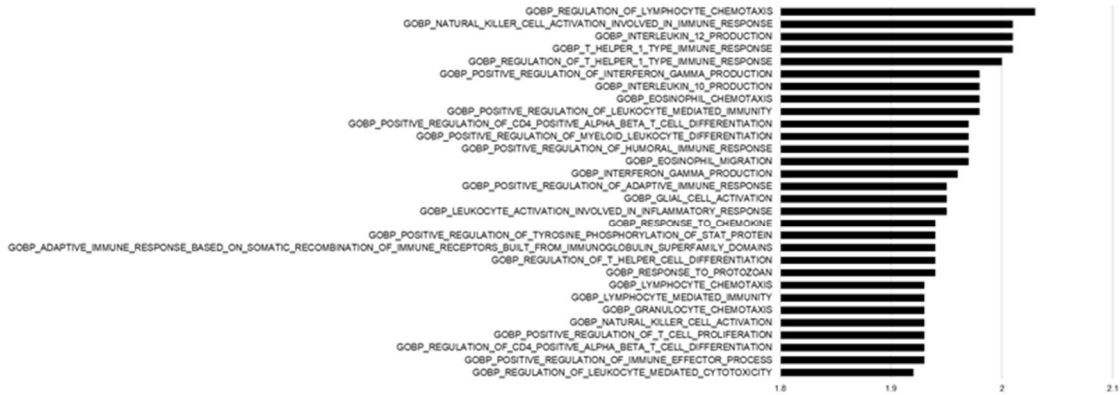 GOBP_REGULATION_OF_LYMPHOCYTE_CHEMOTAXIS
GOBP_NATURAL_KILLER_CELL_ACTIVATION_INVOLVED_IN_IMMUNE_RESPONSE
GOBP_INTERLEUKIN_12_PRODUCTION
GOBP_T_HELPER_1_TYPE_IMMUNE_RESPONSE
GOBP_REGULATION_OF_T_HELPER_1_TYPE_IMMUNE_RESPONSE
GOBP_POSITIVE_REGULATION_OF_INTERFERON_GAMMA_PRODUCTION
GOBP_INTERLEUKIN_10_PRODUCTION
GOBP_EOSINOPHIL_CHEMOTAXIS
GOBP_POSITIVE_REGULATION_OF_LEUKOCYTE_MEDIATED_IMMUNITY
GOBP_POSITIVE_REGULATION_OF_CD4_POSITIVE_ALPHA_BETA_T_CELL_DIFFERENTIATION
GOBP_POSITIVE_REGULATION_OF_MYELOID_LEUKOCYTE_DIFFERENTIATION
GOBP_POSITIVE_REGULATION_OF_HUMORAL_IMMUNE_RESPONSE
GOBP_EOSINOPHIL_MIGRATION
GOBP_INTERFERON_GAMMA_PRODUCTION
GOBP_POSITIVE_REGULATION_OF_ADAPTIVE_IMMUNE_RESPONSE
GOBP_GLIAL_CELL_ACTIVATION
GOBP_LEUKOCYTE_ACTIVATION_INVOLVED_IN_INFLAMMATORY_RESPONSE
GOBP_RESPONSE_TO_CHEMOKINE
GOBP_POSITIVE_REGULATION_OF_TYROSINE_PHOSPHORYLATION_OF_STAT_PROTEIN
GOBP_ADAPTIVE_IMMUNE_RESPONSE_BASED_ON_SOMATIC_RECOMBINATION_OF_IMMUNE_RECEPTORS_BUILT_FROM_IMMUNOGLOBULIN_SUPERFAMILY_DOMAINS
GOBP_REGULATION_OF_T_HELPER_CELL_DIFFERENTIATION
GOBP_RESPONSE_TO_PROTOZOAN
GOBP_LYMPHOCYTE_CHEMOTAXIS
GOBP_LYMPHOCYTE_MEDIATED_IMMUNITY
GOBP_GRANULOCYTE_CHEMOTAXIS
GOBP_NATURAL_KILLER_CELL_ACTIVATION
GOBP_POSITIVE_REGULATION_OF_T_CELL_PROLIFERATION
GOBP_REGULATION_OF_CD4_POSITIVE_ALPHA_BETA_T_CELL_DIFFERENTIATION
GOBP_POSITIVE_REGULATION_OF_IMMUNE_EFFECTOR_PROCESS
GOBP_REGULATION_OF_LEUKOCYTE_MEDIATED_CYTOTOXICITY
1.8 1.9 2 2.1